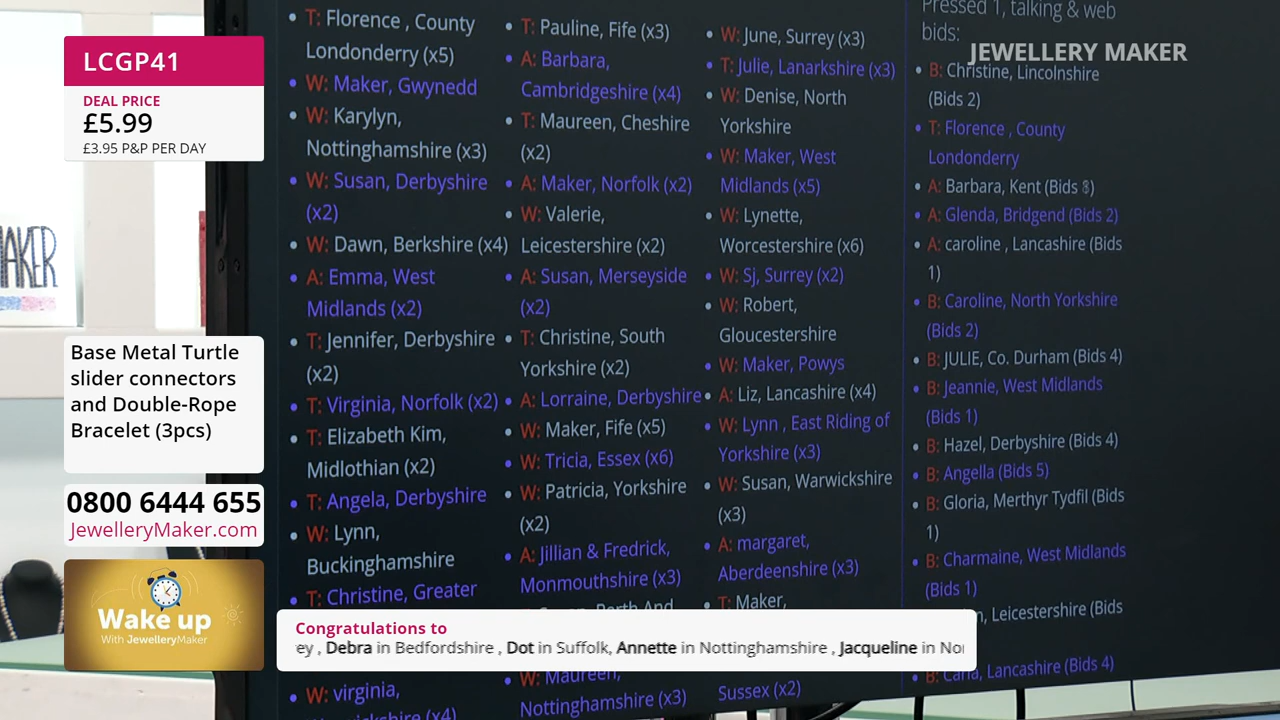 LCGP41
DEAL PRICE
£5.99
£3.95 P&P PER DAY
AKER
Base Metal Turtle
slider connectors
and Double-Rope
Bracelet (3pcs)
0800 6444 655
JewelleryMaker.com
Wake up
With JewelleryMaker
• T: Florence , County
Londonderry (x5)
• W: Maker, Gwynedd
• W: Karylyn,
Nottinghamshire (x3)
• W: Susan, Derbyshire
(x2)
• W: Dawn, Berkshire (x4)
• A: Emma, West
Midlands (x2)
• T: Jennifer, Derbyshire
(x2)
• T: Virginia, Norfolk (x2)
• T: Elizabeth Kim,
Midlothian (x2)
• T: Angela, Derbyshire
• W: Lynn,
Buckinghamshire
• T: Christine, Greater
• W: virginia,
(x4)
• T: Pauline, Fife (x3)
• A: Barbara,
Cambridgeshire (x4)
• T: Maureen, Cheshire
(x2)
• A: Maker, Norfolk (x2)
• W: Valerie,
Leicestershire (x2)
• A: Susan, Merseyside
(x2)
• T: Christine, South
Yorkshire (x2)
• A: Lorraine, Derbyshire
• W: Maker, Fife (x5)
• W: Tricia, Essex (x6)
• W: Patricia, Yorkshire
(x2)
• A: Jillian & Fredrick,
Monmouthshire (x3)
• W: Maureen,
Nottinghamshire (x3)
• W: June, Surrey (x3)
• T: Julie, Lanarkshire (x3)
• W: Denise, North
Yorkshire
• W: Maker, West
Midlands (x5)
• W: Lynette,
Worcestershire (x6)
• W: Sj, Surrey (x2)
• W: Robert,
Gloucestershire
• W: Maker, Powys
• A: Liz, Lancashire (x4)
• W: Lynn , East Riding of
Yorkshire (x3)
• W: Susan, Warwickshire
(x3)
• A: margaret,
Aberdeenshire (x3)
• T: Maker,
Sussex (x2)
Pressed 1, talking & web
bids:
JEWELLERY MAKER
• B: Christine, Lincolnshire
(Bids 2)
• T: Florence , County
Londonderry
• A: Barbara, Kent (Bids )
• A: Glenda, Bridgend (Bids 2)
• A: caroline , Lancashire (Bids
1)
• B: Caroline, North Yorkshire
(Bids 2)
• B: JULIE, Co. Durham (Bids 4)
• B: Jeannie, West Midlands
(Bids 1)
• B: Hazel, Derbyshire (Bids 4)
• B: Angella (Bids 5)
• B: Gloria, Merthyr Tydfil (Bids
1)
• B: Charmaine, West Midlands
(Bids 1)
n, Leicestershire (Bids
• B: Carla, Lancashire (Bids 4)
Congratulations to
ey , Debra in Bedfordshire , Dot in Suffolk, Annette in Nottinghamshire , Jacqueline in No